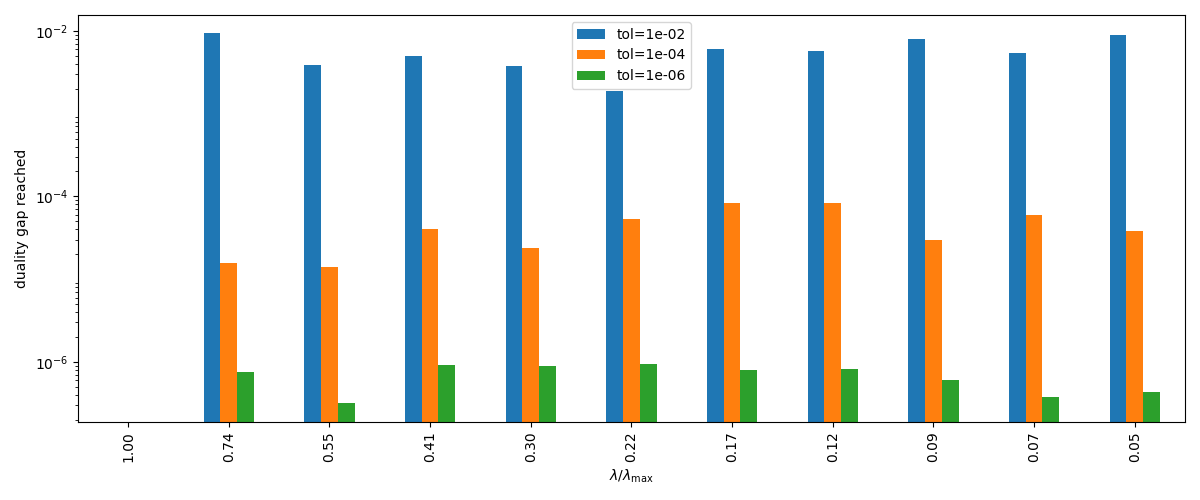 tol=1e-02
tol=1e-04
tol=1e-06
duality gap reached
10⁻²
10⁻⁴
10⁻⁶
1.00
0.74
0.55
0.41
0.30
0.22
0.17
0.12
0.09
0.07
0.05
λ/λmax